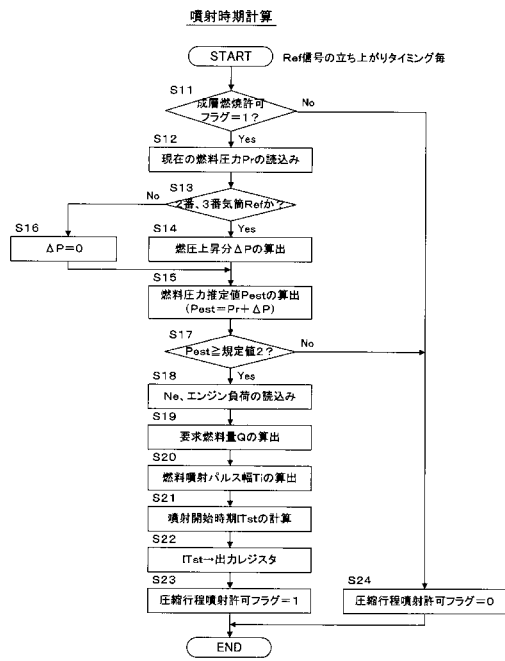 噴射時期計算
START
Ref信号の立ち上がりタイミング毎
S11
成層燃焼許可
フラグ=1?
No
Yes
S12
現在の燃料圧力Prの読込み
S13
2番、3番気筒Refか?
No
Yes
S16
ΔP=0
S14
燃圧上昇分ΔPの算出
S15
燃料圧力推定値Pestの算出
(Pest=Pr+ΔP)
S17
Pest≧規定値2?
No
Yes
S18
Ne、エンジン負荷の読込み
S19
要求燃料量Qの算出
S20
燃料噴射パルス幅Tiの算出
S21
噴射開始時期ITstの計算
S22
ITst→出力レジスタ
S23
圧縮行程噴射許可フラグ=1
S24
圧縮行程噴射許可フラグ=0
END